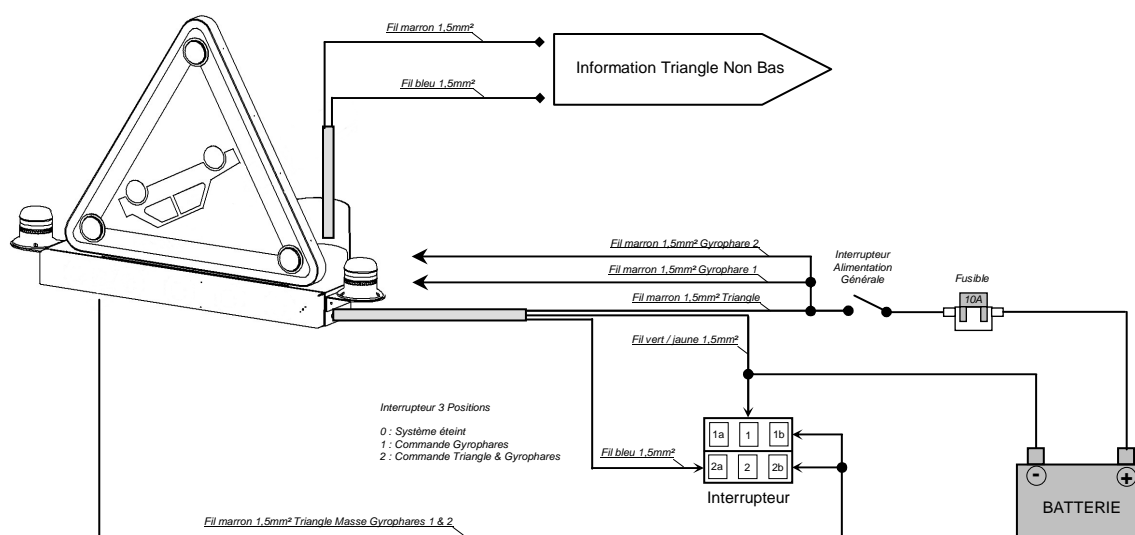 Fil marron 1,5mm²
Information Triangle Non Bas
Fil bleu 1,5mm²
Fil marron 1,5mm² Gyrophare 2
Fil marron 1,5mm² Gyrophare 1
Fil marron 1,5mm² Triangle
Interrupteur
Alimentation
Générale
Fusible
10A
Fil vert / jaune 1,5mm²
Interrupteur 3 Positions
0 : Système éteint
1 : Commande Gyrophares
2 : Commande Triangle & Gyrophares
1a 1 1b
2a 2 2b
Fil bleu 1,5mm²
Interrupteur
- +
BATTERIE
Fil marron 1,5mm² Triangle Masse Gyrophares 1 & 2